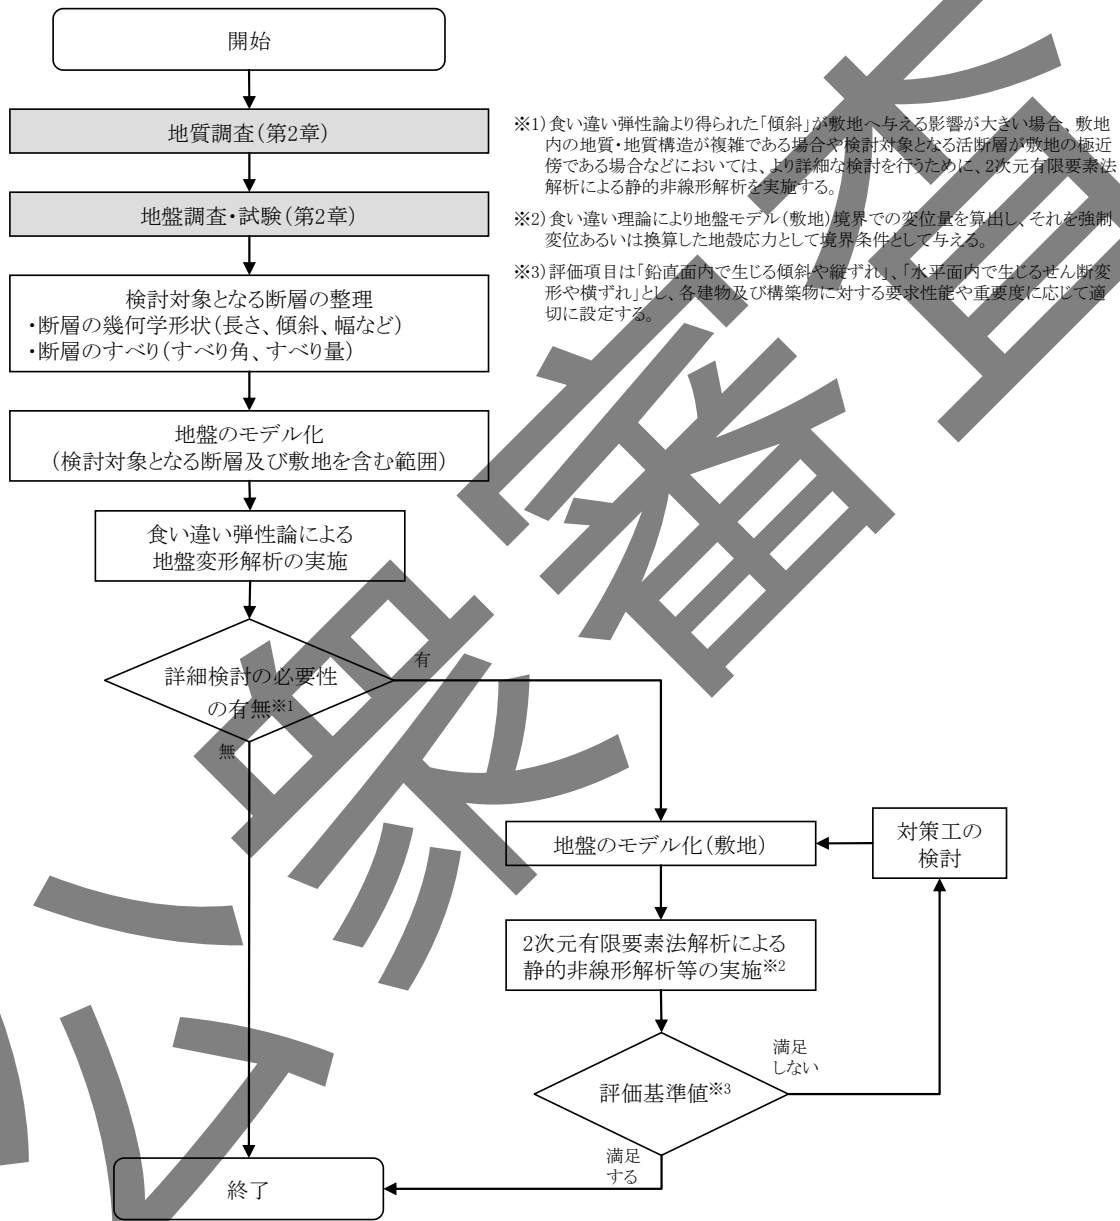 開始
地質調査(第2章)
地盤調査・試験(第2章)
検討対象となる断層の整理
・断層の幾何学形状(長さ、傾斜、幅など)
・断層のすべり(すべり角、すべり量)
地盤のモデル化
(検討対象となる断層及び敷地を含む範囲)
食い違い弾性論による
地盤変形解析の実施
詳細検討の必要性
の有無※1
有
無
※1)食い違い弾性論より得られた「傾斜」が敷地へ与える影響が大きい場合、敷地
内の地質・地質構造が複雑である場合や検討対象となる活断層が敷地の極近
傍である場合などにおいては、より詳細な検討を行うために、2次元有限要素法
解析による静的非線形解析を実施する。
※2)食い違い理論により地盤モデル(敷地)境界での変位量を算出し、それを強制
変位あるいは換算した地殻応力として境界条件として与える。
※3)評価項目は「鉛直面内で生じる傾斜や縦ずれ」、「水平面内で生じるせん断変
形や横ずれ」とし、各建物及び構築物に対する要求性能や重要度に応じて適
切に設定する。
地盤のモデル化(敷地)
対策工の
検討
2次元有限要素法解析による
静的非線形解析等の実施※2
評価基準値※3
満足
しない
満足
する
終了
公衆審査